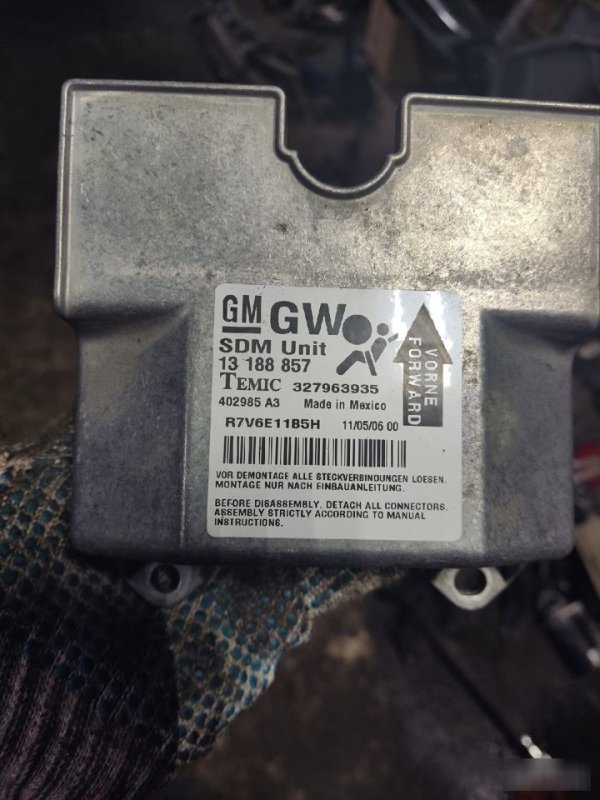 GM GW
SDM Unit
13 188 857
TEMIC 327963935
402985 A3 Made in Mexico
R7V6E11B5H 11/05/06 00
VORNE
FORWARD
VOR DEMONTAGE ALLE STECKVERBINDUNGEN LOESEN.
MONTAGE NUR NACH EINBAUANLEITUNG.
BEFORE DISASSEMBLY, DETACH ALL CONNECTORS.
ASSEMBLY STRICTLY ACCORDING TO MANUAL
INSTRUCTIONS.